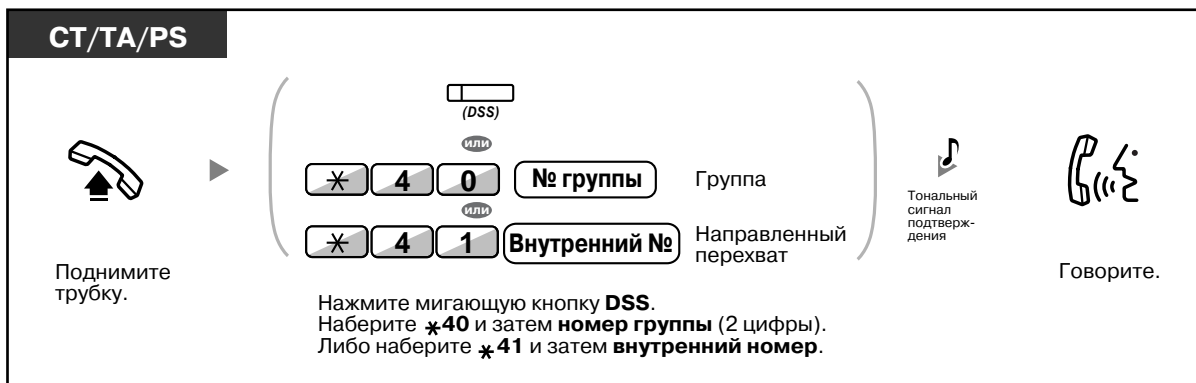 CT/TA/PS
(DSS)
или
* 4 0 № группы Группа
или
* 4 1 Внутренний № Направленный
перехват
Тональный
сигнал
подтверж-
дения
Поднимите
трубку.
Говорите.
Нажмите мигающую кнопку DSS.
Наберите *40 и затем номер группы (2 цифры).
Либо наберите *41 и затем внутренний номер.